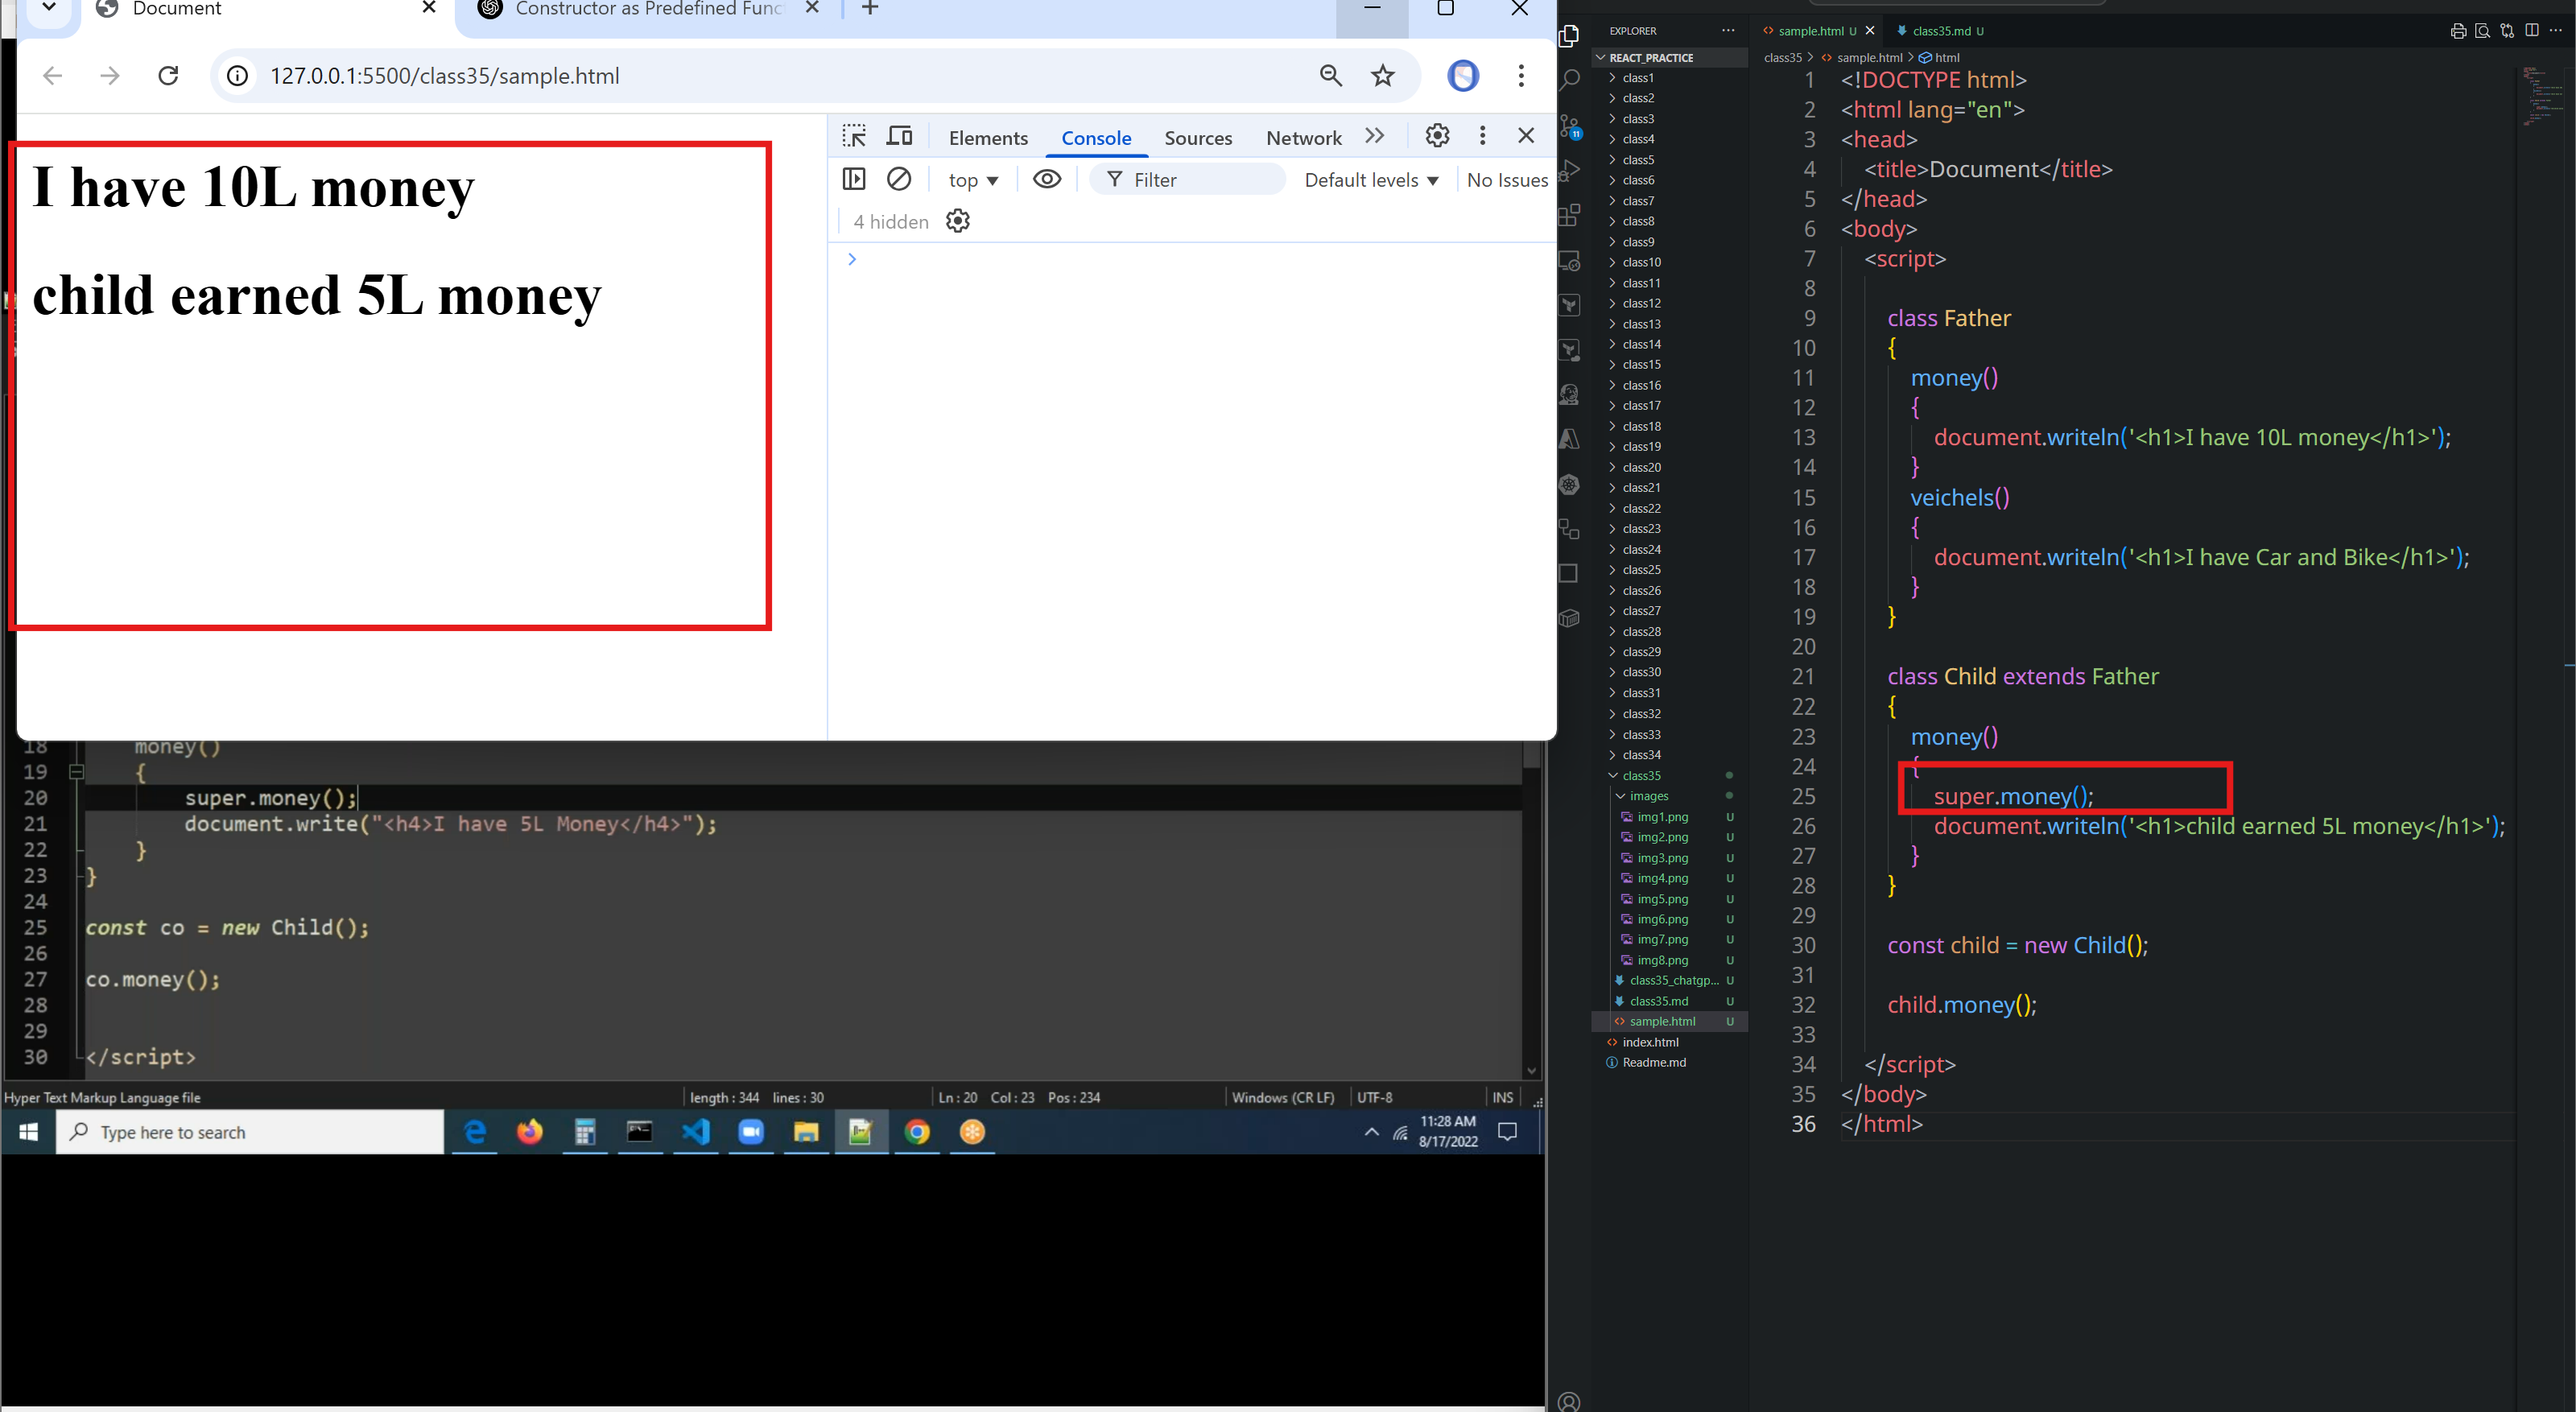 Document
Constructor as Predefined Func
127.0.0.1:5500/class35/sample.html
Elements Console Sources Network
top ▼ Filter Default levels ▼ No Issues
4 hidden
I have 10L money
child earned 5L money
18 money()
19 {
20 super.money();
21 document.write("<h4>I have 5L Money</h4>");
22 }
23 }
24
25 const co = new Child();
26
27 co.money();
28
29
30 </script>
Hyper Text Markup Language file length : 344 lines : 30 Ln : 20 Col : 23 Pos : 234 Windows (CR LF) UTF-8 INS
Type here to search
11:28 AM
8/17/2022
11
EXPLORER
REACT_PRACTICE
class1
class2
class3
class4
class5
class6
class7
class8
class9
class10
class11
class12
class13
class14
class15
class16
class17
class18
class19
class20
class21
class22
class23
class24
class25
class26
class27
class28
class29
class30
class31
class32
class33
class34
class35
images
img1.png U
img2.png U
img3.png U
img4.png U
img5.png U
img6.png U
img7.png U
img8.png U
class35_chatgp... U
class35.md U
sample.html U
index.html
Readme.md
sample.html U class35.md U
class35 > sample.html > html
1 <!DOCTYPE html>
2 <html lang="en">
3 <head>
4 <title>Document</title>
5 </head>
6 <body>
7 <script>
8
9 class Father
10 {
11 money()
12 {
13 document.writeln('<h1>I have 10L money</h1>');
14 }
15 veichels()
16 {
17 document.writeln('<h1>I have Car and Bike</h1>');
18 }
19 }
20
21 class Child extends Father
22 {
23 money()
24 {
25 super.money();
26 document.writeln('<h1>child earned 5L money</h1>');
27 }
28 }
29
30 const child = new Child();
31
32 child.money();
33
34 </script>
35 </body>
36 </html>